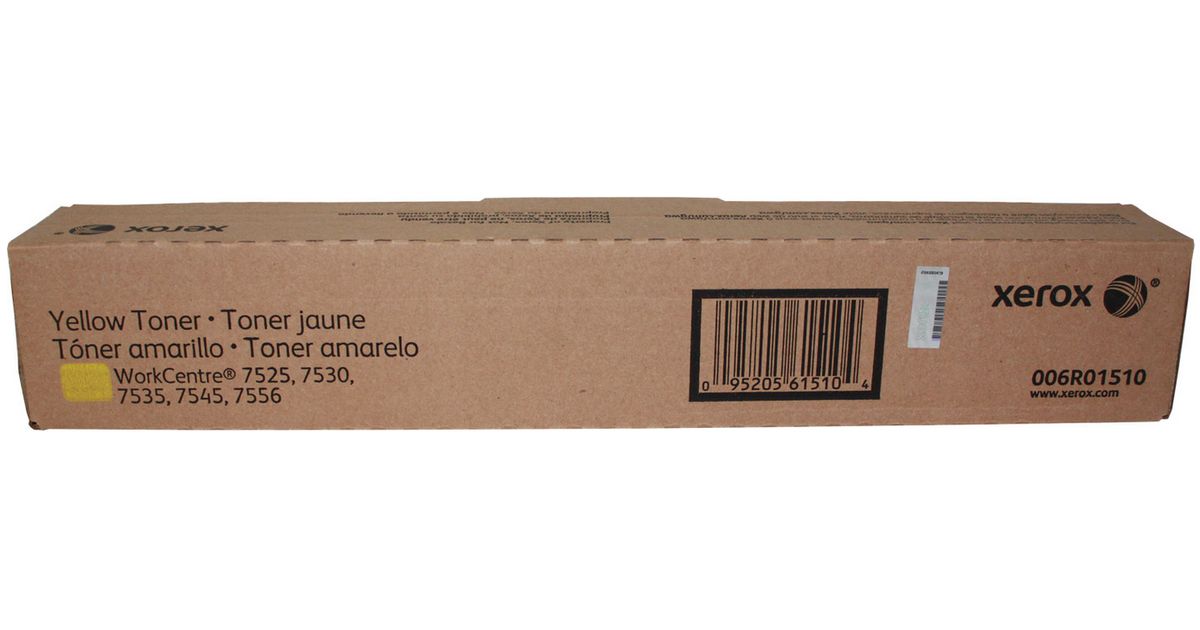 xerox
Yellow Toner • Toner jaune
Tóner amarillo • Toner amarelo
WorkCentre® 7525, 7530,
7535, 7545, 7556
0 95205 61510 4
xerox ®
006R01510
www.xerox.com